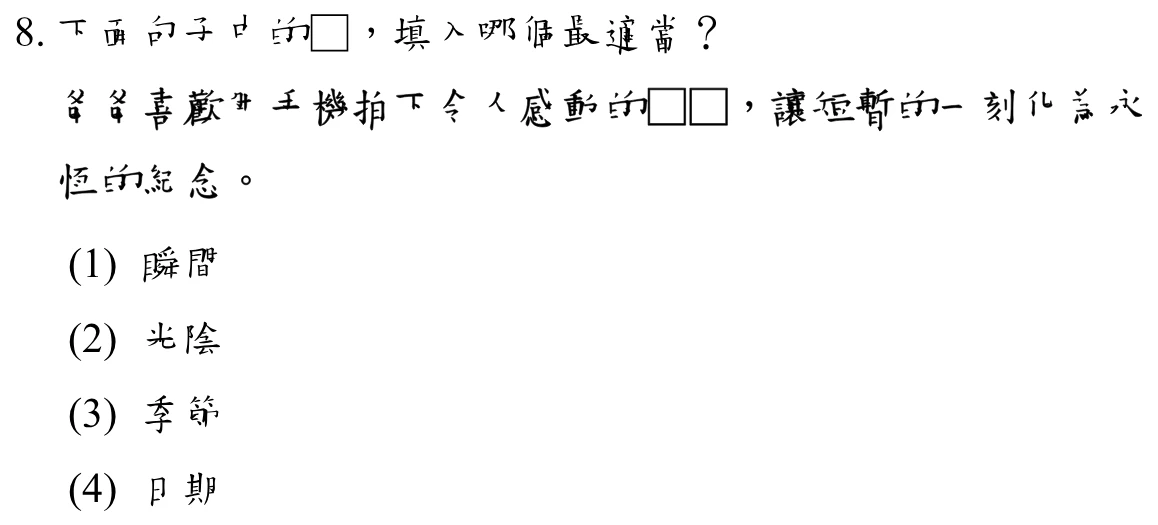 8. 下面句子中的□，填入哪個最適當？
爸爸喜歡用手機拍下令人感動的□□，讓短暫的一刻化為永
恆的紀念。
(1) 瞬間
(2) 光陰
(3) 季節
(4) 日期